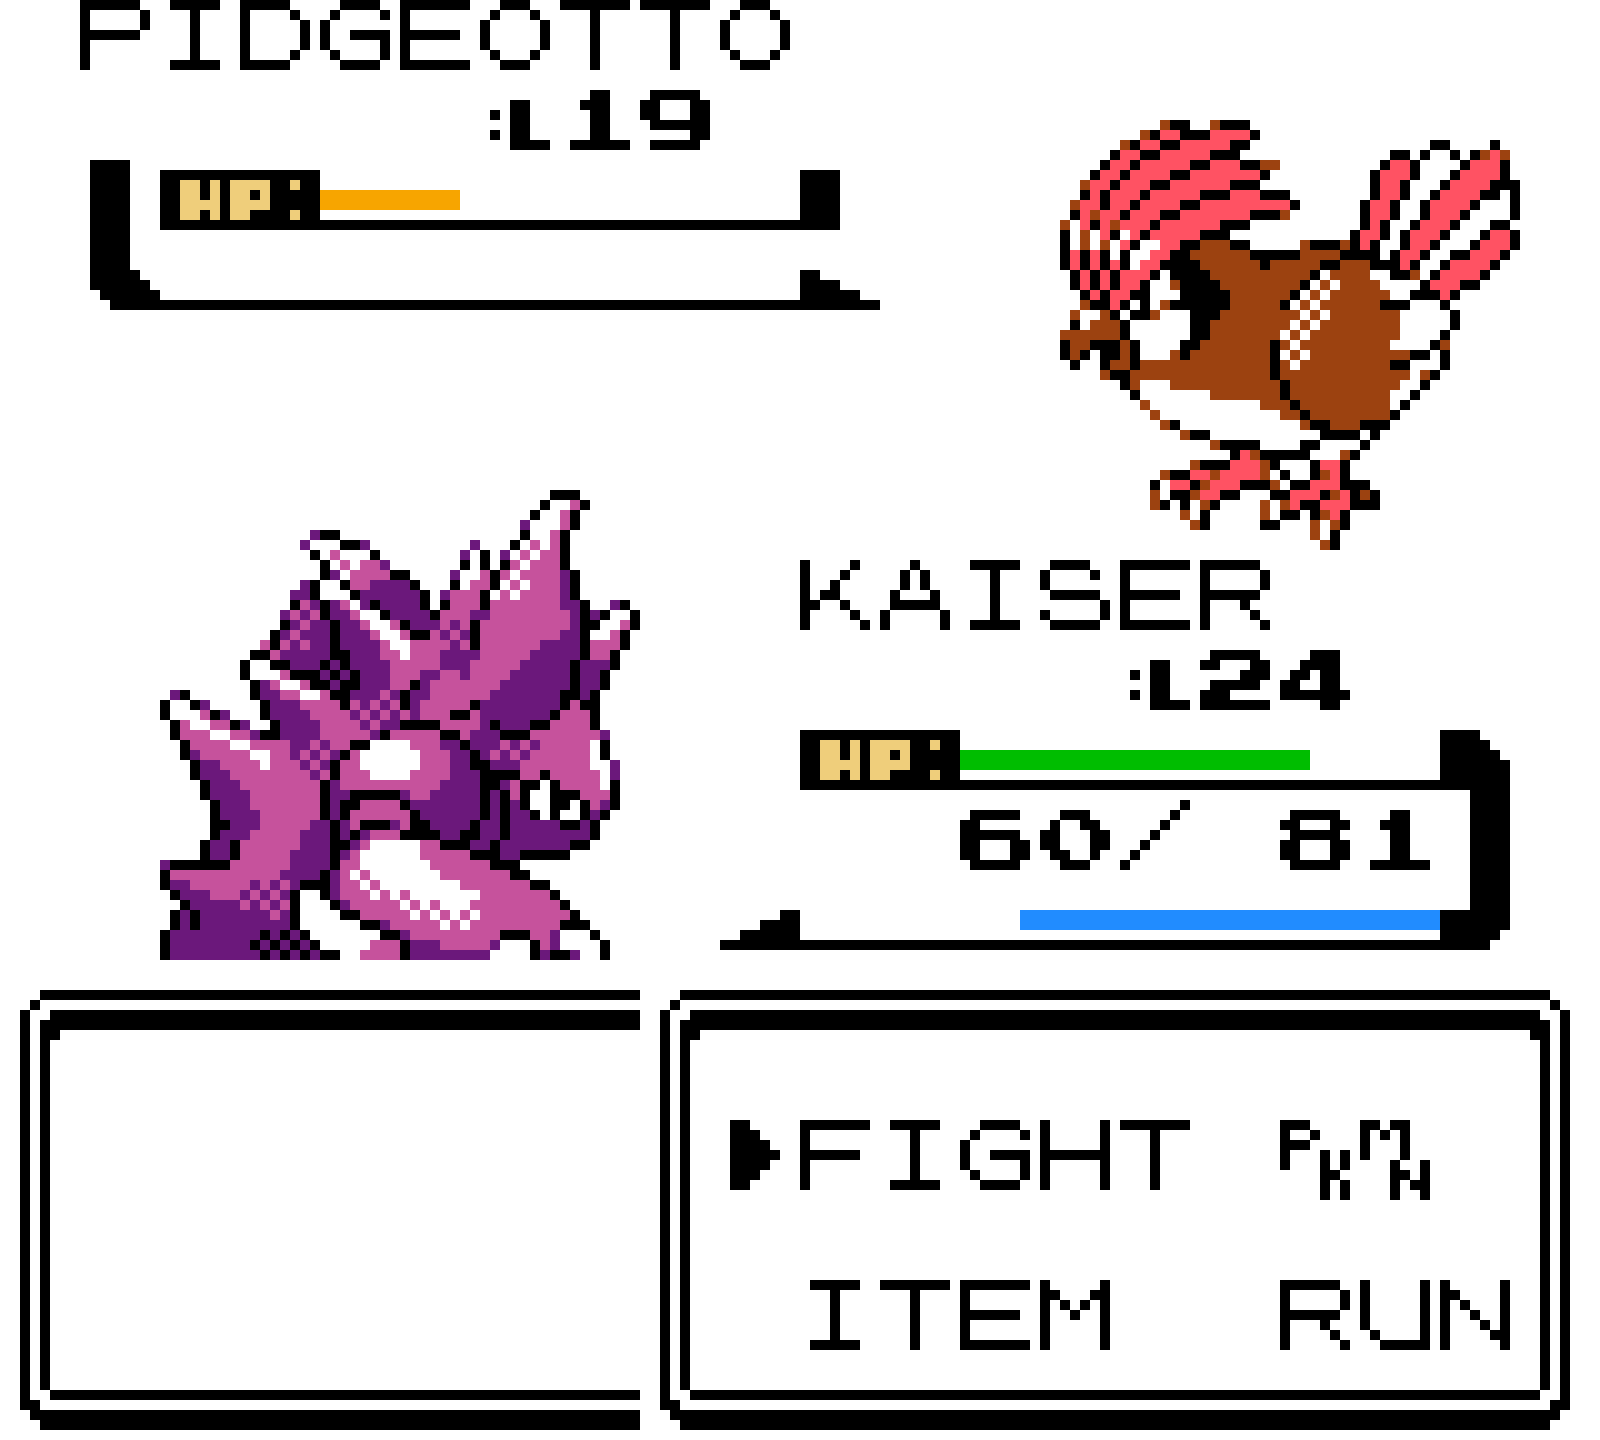 PIDGEOTTO
:L19
HP:
KAISER
:L24
HP:
60/ 81
FIGHT PKMN
ITEM RUN